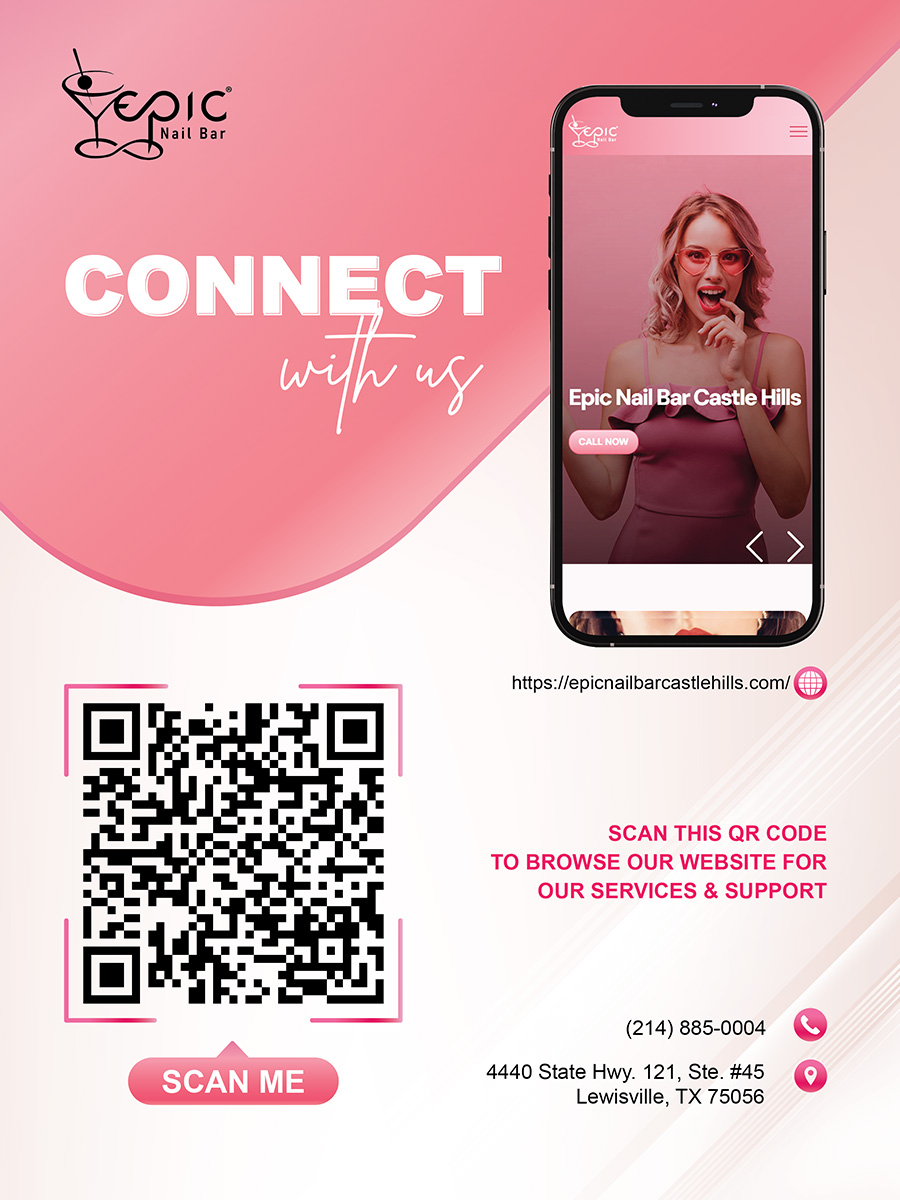 EPIC®
Nail Bar
CONNECT
with us
EPIC
Nail Bar
Epic Nail Bar Castle Hills
CALL NOW
https://epicnailbarcastlehills.com/
SCAN THIS QR CODE
TO BROWSE OUR WEBSITE FOR
OUR SERVICES & SUPPORT
SCAN ME
(214) 885-0004
4440 State Hwy. 121, Ste. #45
Lewisville, TX 75056